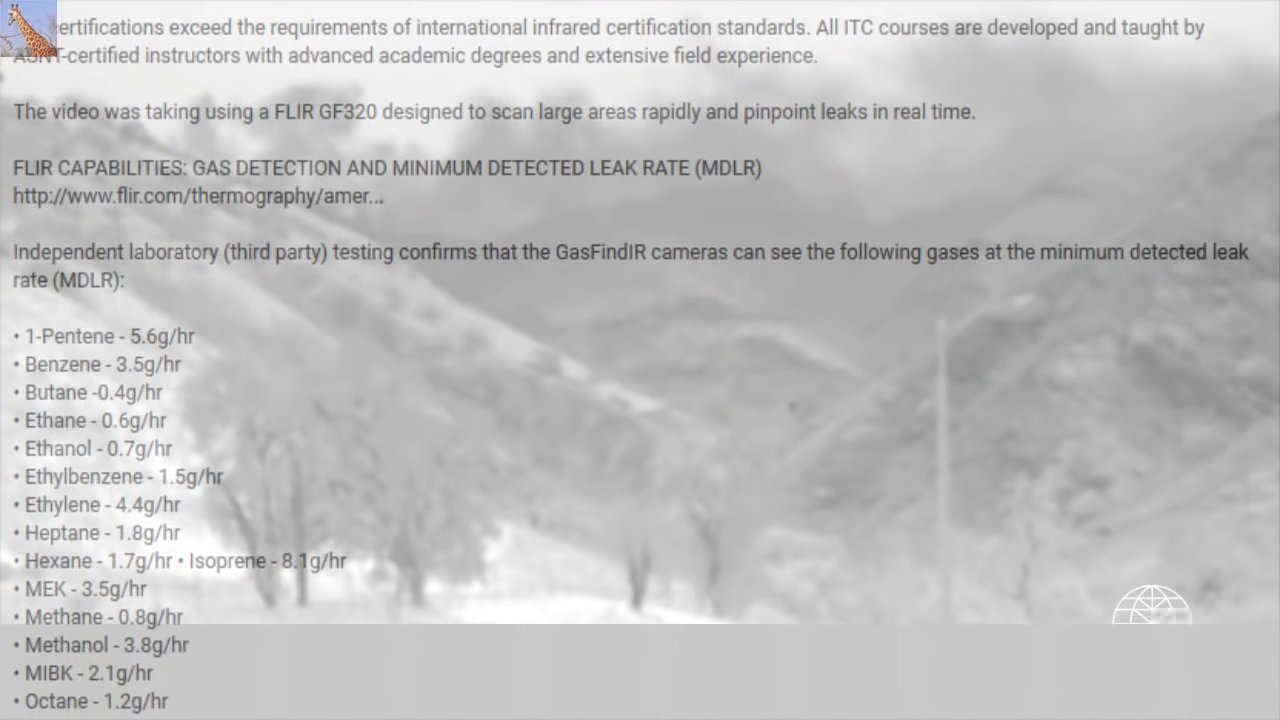 ertifications exceed the requirements of international infrared certification standards. All ITC courses are developed and taught by
ASNT-certified instructors with advanced academic degrees and extensive field experience.
The video was taking using a FLIR GF320 designed to scan large areas rapidly and pinpoint leaks in real time.
FLIR CAPABILITIES: GAS DETECTION AND MINIMUM DETECTED LEAK RATE (MDLR)
http://www.flir.com/thermography/amer...
Independent laboratory (third party) testing confirms that the GasFindIR cameras can see the following gases at the minimum detected leak
rate (MDLR):
• 1-Pentene - 5.6g/hr
• Benzene - 3.5g/hr
• Butane -0.4g/hr
• Ethane - 0.6g/hr
• Ethanol - 0.7g/hr
• Ethylbenzene - 1.5g/hr
• Ethylene - 4.4g/hr
• Heptane - 1.8g/hr
• Hexane - 1.7g/hr • Isoprene - 8.1g/hr
• MEK - 3.5g/hr
• Methane - 0.8g/hr
• Methanol - 3.8g/hr
• MIBK - 2.1g/hr
• Octane - 1.2g/hr